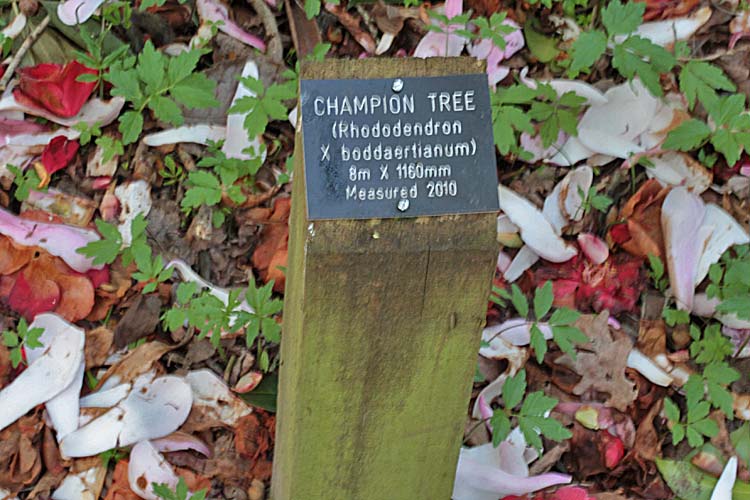 CHAMPION TREE
(Rhododendron
X boddaertianum)
8m X 1160mm
Measured 2010